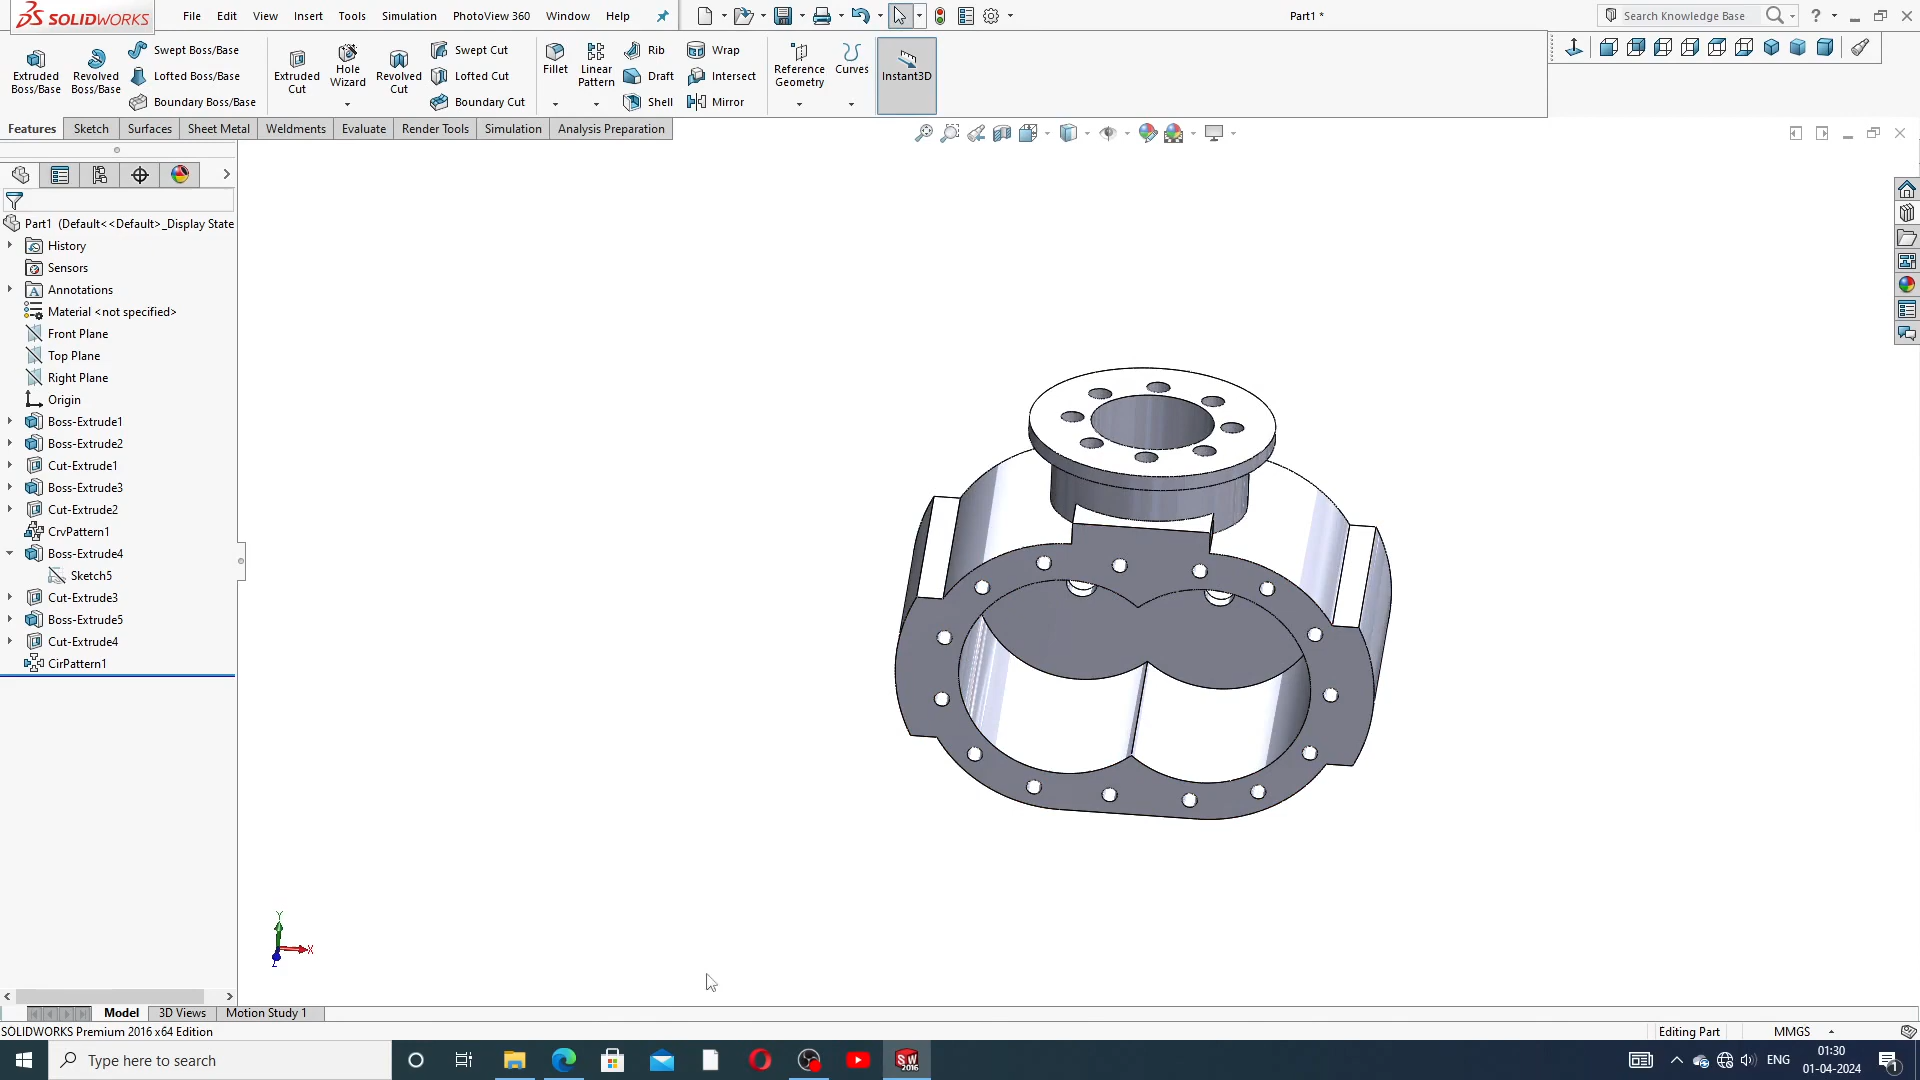 SOLIDWORKS
File Edit View Insert Tools Simulation PhotoView 360 Window Help
Part1 *
Search Knowledge Base
Extruded Boss/Base
Revolved Boss/Base
Swept Boss/Base
Lofted Boss/Base
Boundary Boss/Base
Extruded Cut
Hole Wizard
Revolved Cut
Swept Cut
Lofted Cut
Boundary Cut
Fillet
Linear Pattern
Rib
Draft
Shell
Wrap
Intersect
Mirror
Reference Geometry
Curves
Instant3D
Features Sketch Surfaces Sheet Metal Weldments Evaluate Render Tools Simulation Analysis Preparation
Part1 (Default<<Default>_Display State
History
Sensors
Annotations
Material <not specified>
Front Plane
Top Plane
Right Plane
Origin
Boss-Extrude1
Boss-Extrude2
Cut-Extrude1
Boss-Extrude3
Cut-Extrude2
CrvPattern1
Boss-Extrude4
Sketch5
Cut-Extrude3
Boss-Extrude5
Cut-Extrude4
CirPattern1
Y
X
Z
Model 3D Views Motion Study 1
SOLIDWORKS Premium 2016 x64 Edition
Editing Part MMGS
Type here to search
SW 2016
ENG
01:30
01-04-2024
1